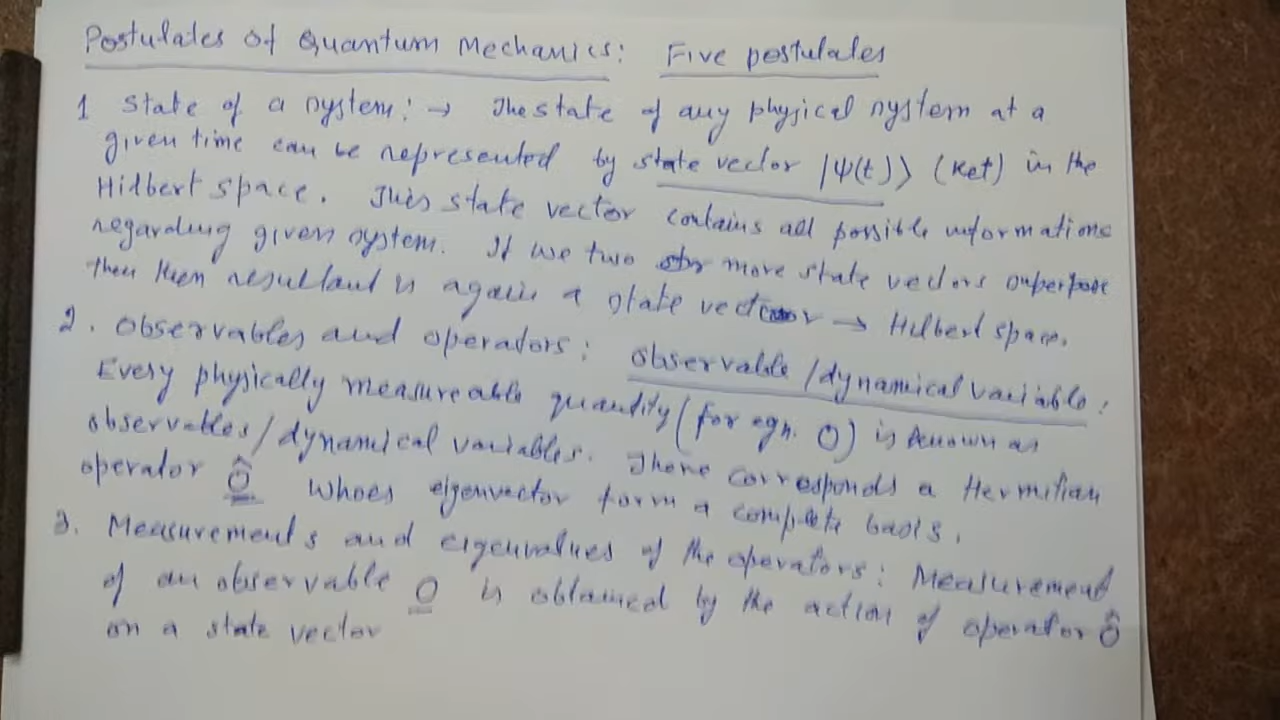 Postulates of Quantum Mechanics: Five postulates
1 State of a system: → The state of any physical system at a
given time can be represented by state vector |ψ(t)⟩ (Ket) in the
Hilbert space. This state vector contains all possible informations
regarding given system. If we two or more state vectors superpose
then then resultant is again a state vector → Hilbert space.
2. Observables and operators: observable/dynamical variable:
Every physically measureable quantity (for egn. O) is known as
observables/dynamical variables. There corresponds a Hermitian
operator Ô Whoes eigenvector form a complete basis.
3. Measurements and eigenvalues of the operators: Measurement
of an observable O is obtained by the action of operator Ô
on a state vector